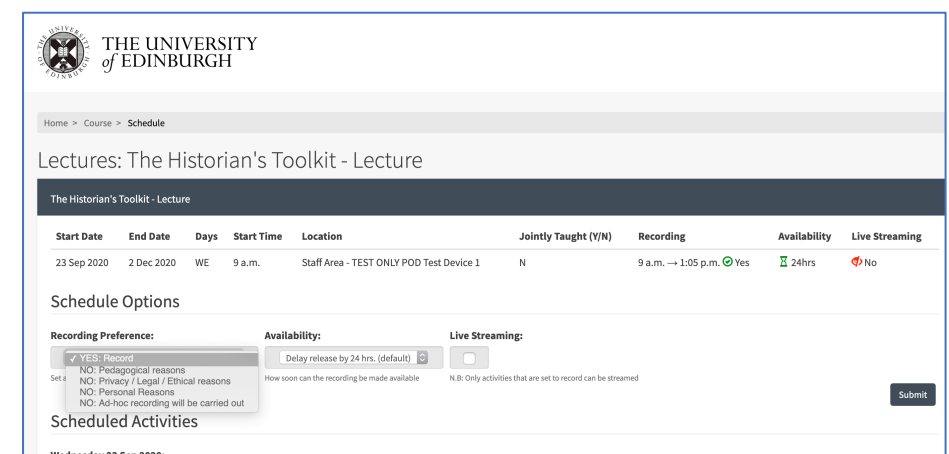 THE UNIVERSITY
of EDINBURGH
Home > Course > Schedule
Lectures: The Historian's Toolkit - Lecture
The Historian's Toolkit - Lecture
Start Date End Date Days Start Time Location Jointly Taught (Y/N) Recording Availability Live Streaming
23 Sep 2020 2 Dec 2020 WE 9 a.m. Staff Area - TEST ONLY POD Test Device 1 N 9 a.m. → 1:05 p.m. Yes 24hrs No
Schedule Options
Recording Preference: Availability: Live Streaming:
✓ YES: Record
NO: Pedagogical reasons
NO: Privacy / Legal / Ethical reasons
NO: Personal Reasons
NO: Ad-hoc recording will be carried out
Delay release by 24 hrs. (default)
Set a
How soon can the recording be made available
N.B: Only activities that are set to record can be streamed
Submit
Scheduled Activities
Wednesday 23 Sep 2020: